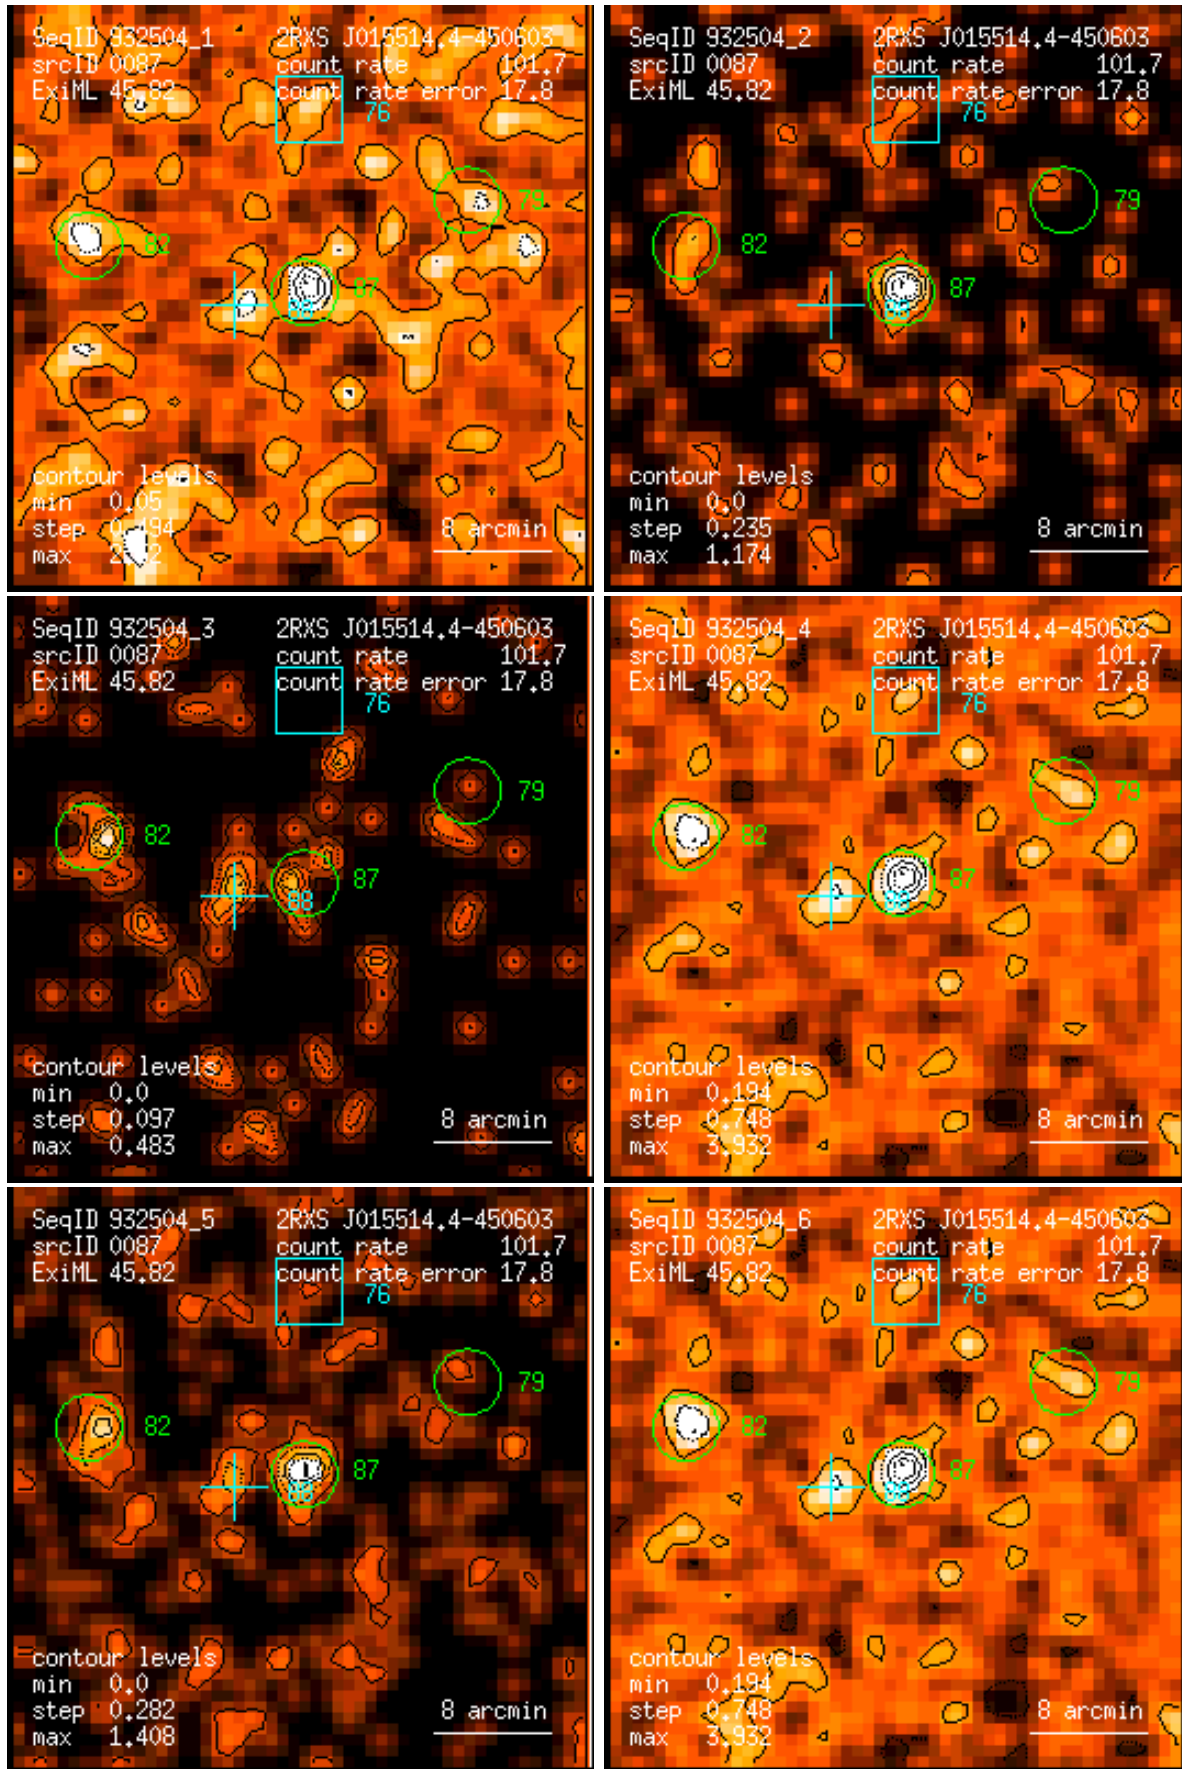 SeqID 932504_1 2RXS J015514.4-450603
srcID 0087 count rate 101.7
ExiML 45.82 count rate error 17.8
76
79
82
87
88
contour levels
min 0.05
step 0.494
max
8 arcmin
SeqID 932504_2 2RXS J015514.4-450603
srcID 0087 count rate 101.7
ExiML 45.82 count rate error 17.8
76
79
82
87
88
contour levels
min 0.0
step 0.235
max 1.174
8 arcmin
SeqID 932504_3 2RXS J015514.4-450603
srcID 0087 count rate 101.7
ExiML 45.82 count rate error 17.8
76
79
82
87
88
contour levels
min 0.0
step 0.097
max 0.483
8 arcmin
SeqID 932504_4 2RXS J015514.4-450603
srcID 0087 count rate 101.7
ExiML 45.82 count rate error 17.8
76
79
82
87
88
contour levels
min 0.194
step 0.748
max 3.932
8 arcmin
SeqID 932504_5 2RXS J015514.4-450603
srcID 0087 count rate 101.7
ExiML 45.82 count rate error 17.8
76
79
82
87
88
contour levels
min 0.0
step 0.282
max 1.408
8 arcmin
SeqID 932504_6 2RXS J015514.4-450603
srcID 0087 count rate 101.7
ExiML 45.82 count rate error 17.8
76
79
82
87
88
contour levels
min 0.194
step 0.748
max 3.932
8 arcmin